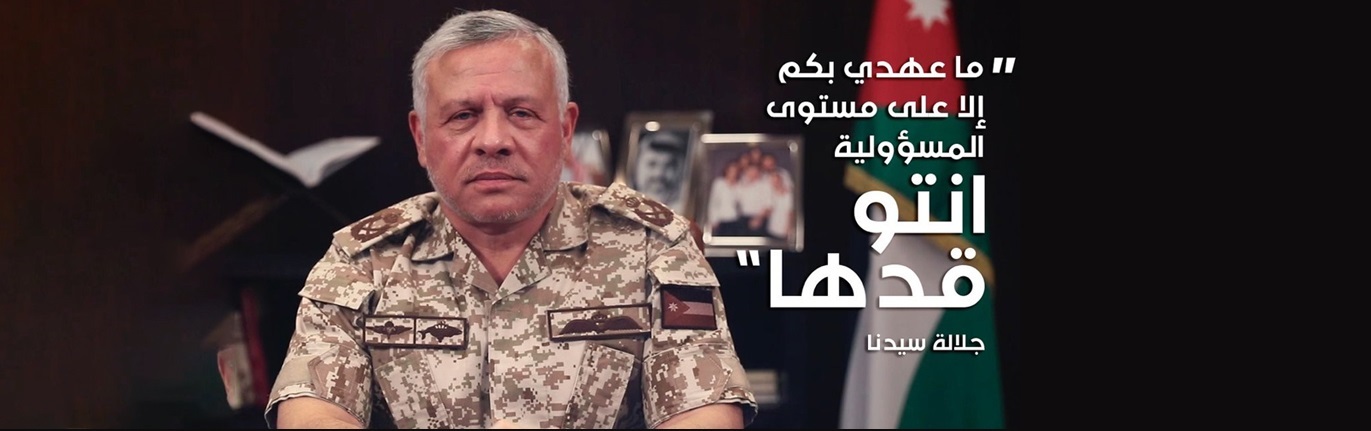 "ما عهدي بكم
إلا على مستوى
المسؤولية
انتو
قدها"
جلالة سيدنا